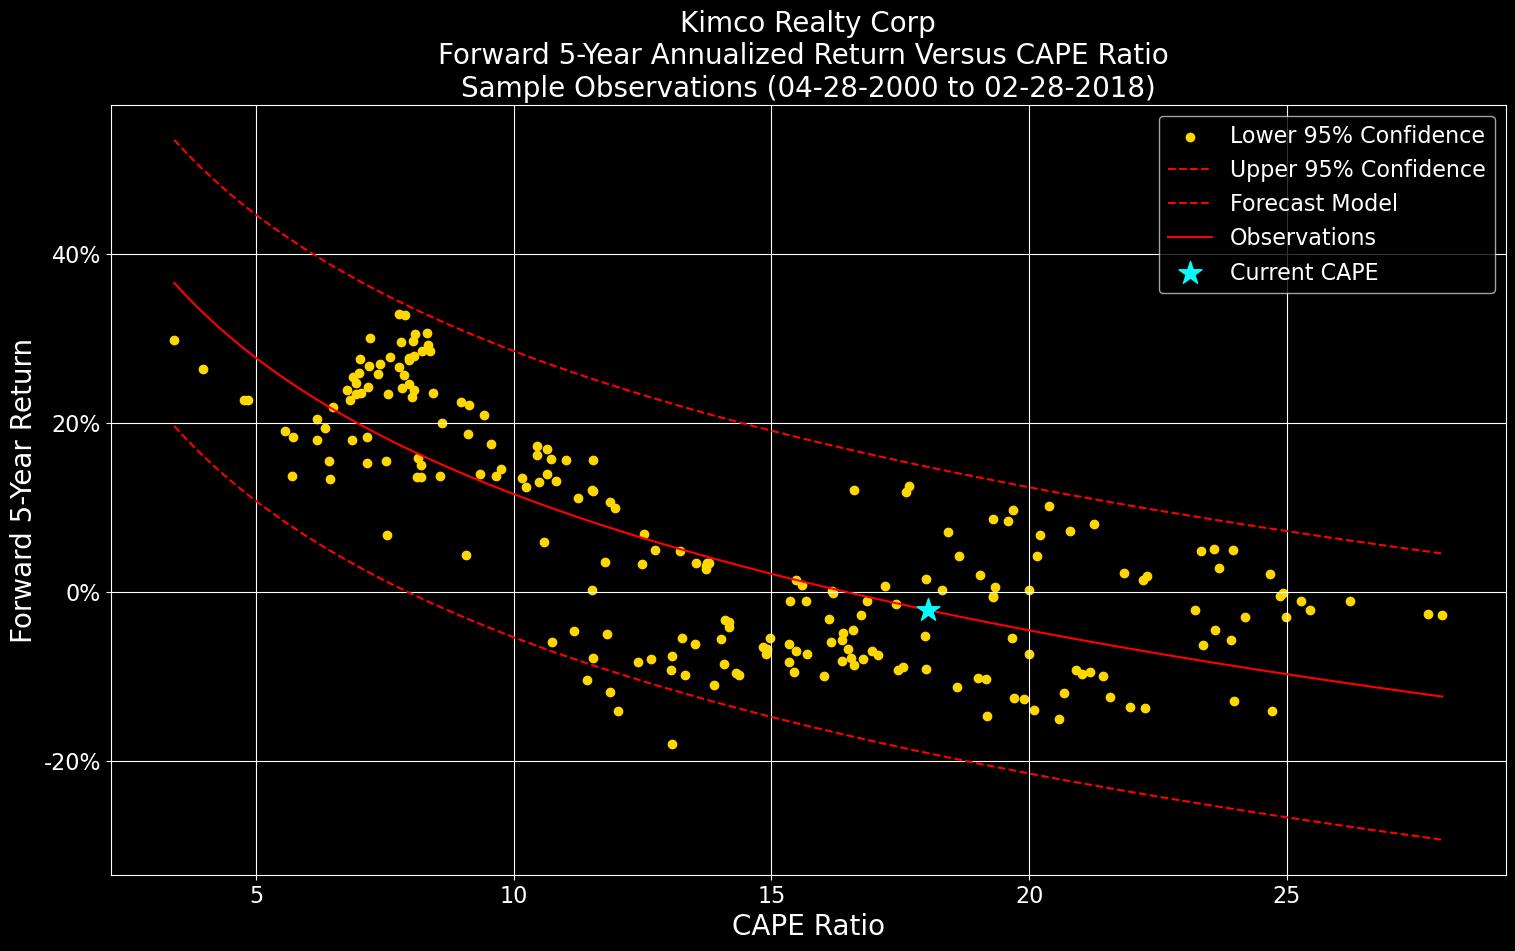 Kimco Realty Corp
Forward 5-Year Annualized Return Versus CAPE Ratio
Sample Observations (04-28-2000 to 02-28-2018)
Lower 95% Confidence
Upper 95% Confidence
Forecast Model
Observations
Current CAPE
Forward 5-Year Return
40%
20%
0%
-20%
5
10
15
20
25
CAPE Ratio